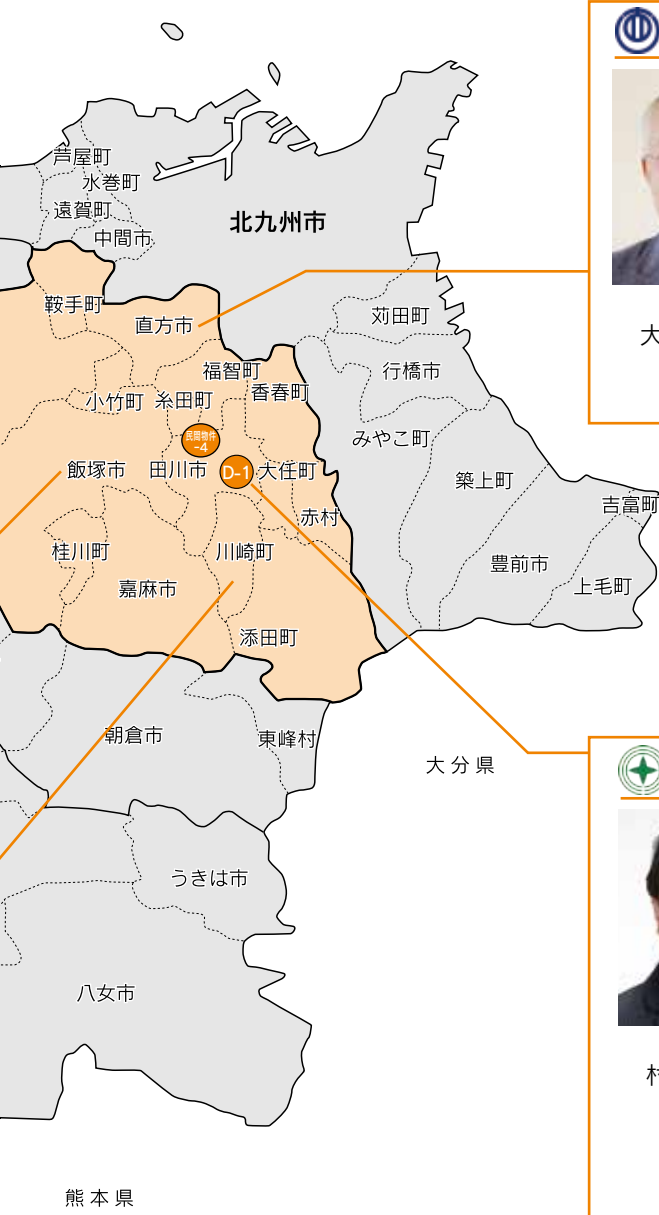 芦屋町
水巻町
遠賀町
中間市
北九州市
鞍手町
直方市
苅田町
福智町
行橋市
小竹町
糸田町
香春町
みやこ町
民間物件
-4
飯塚市
田川市
D-1
大任町
築上町
吉富町
赤村
桂川町
川崎町
豊前市
嘉麻市
上毛町
添田町
朝倉市
東峰村
大分県
うきは市
八女市
熊本県
大